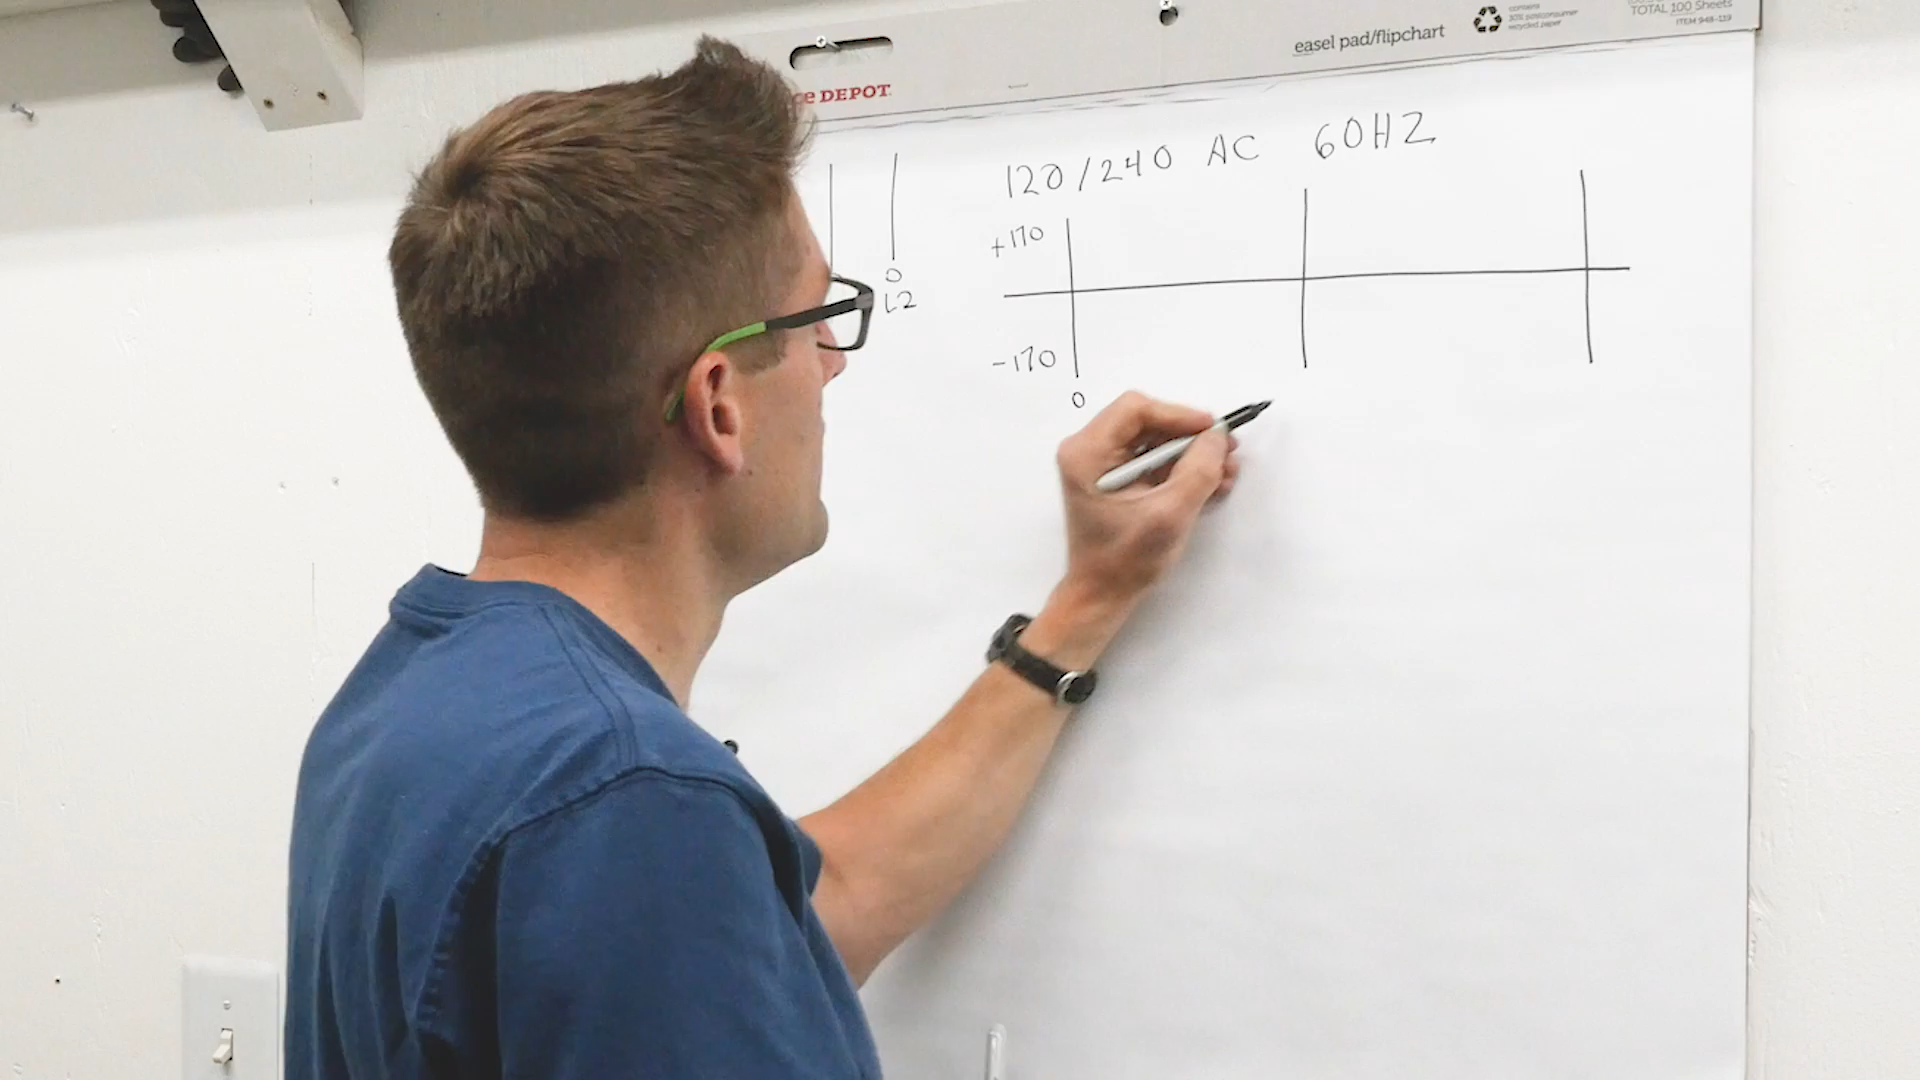 easel pad/flipchart
contains
30% postconsumer
recycled paper
TOTAL 100 Sheets
ITEM 948-119
ce DEPOT
120/240 AC 60HZ
+170
-170
0
0
L2